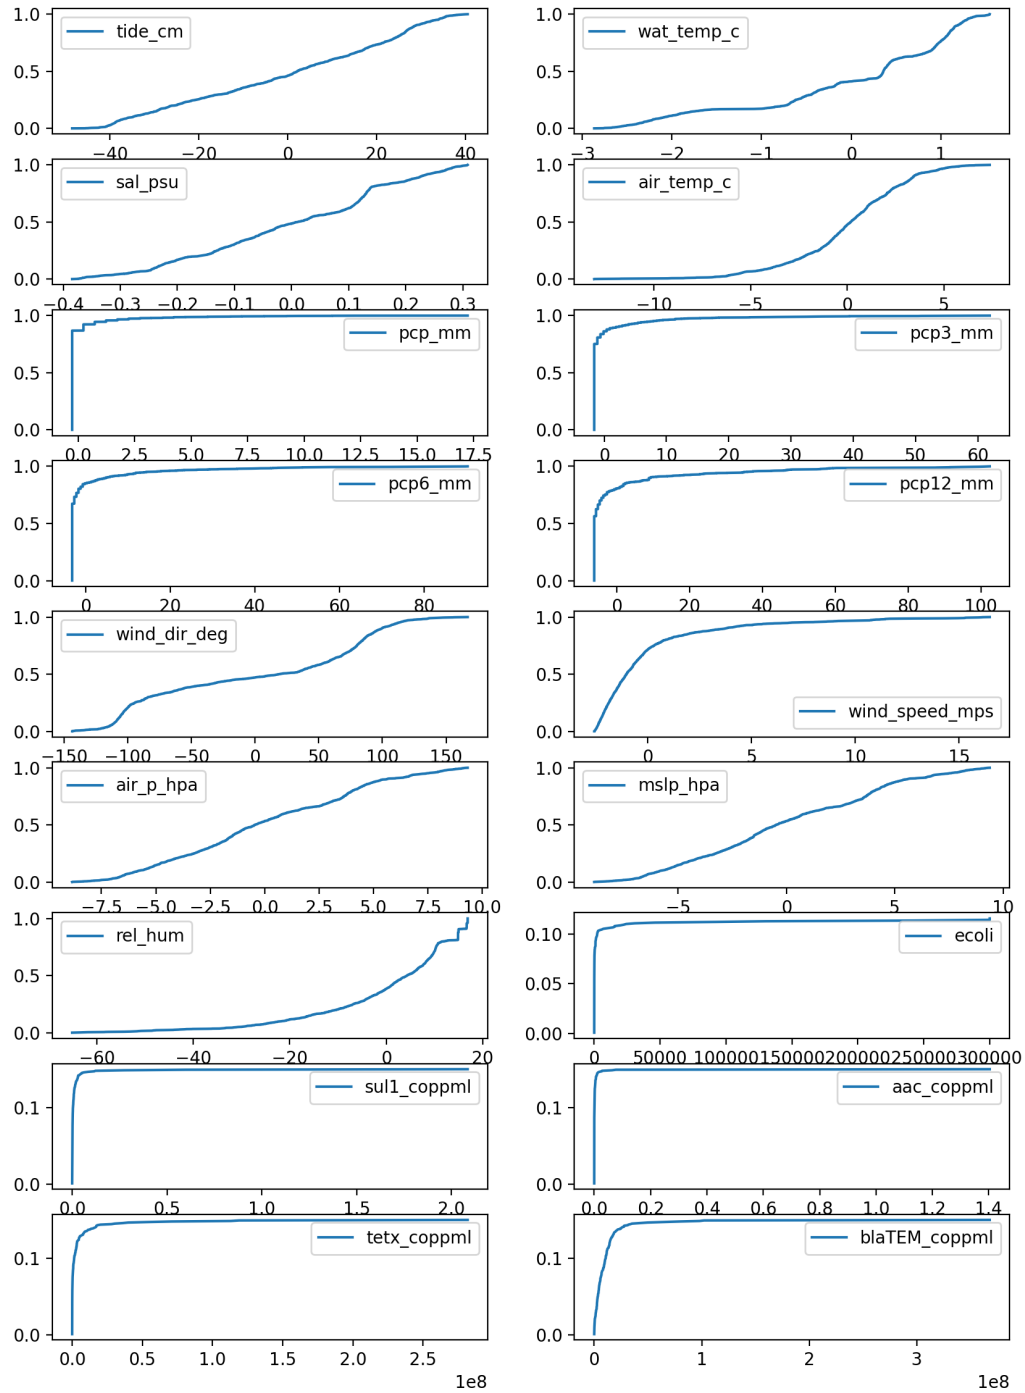 1.0 0.5 0.0 tide_cm −40 −20 0 20 40
1.0 0.5 0.0 wat_temp_c −3 −2 −1 0 1
1.0 0.5 0.0 sal_psu −0.4 −0.3 −0.2 −0.1 0.0 0.1 0.2 0.3
1.0 0.5 0.0 air_temp_c −10 −5 0 5
1.0 0.5 0.0 pcp_mm 0.0 2.5 5.0 7.5 10.0 12.5 15.0 17.5
1.0 0.5 0.0 pcp3_mm 0 10 20 30 40 50 60
1.0 0.5 0.0 pcp6_mm 0 20 40 60 80
1.0 0.5 0.0 pcp12_mm 0 20 40 60 80 100
1.0 0.5 0.0 wind_dir_deg −150 −100 −50 0 50 100 150
1.0 0.5 0.0 wind_speed_mps 0 5 10 15
1.0 0.5 0.0 air_p_hpa −7.5 −5.0 −2.5 0.0 2.5 5.0 7.5 10.0
1.0 0.5 0.0 mslp_hpa −5 0 5 10
1.0 0.5 0.0 rel_hum −60 −40 −20 0 20
0.10 0.05 0.00 ecoli 0 50000 100000 150000 200000 250000 300000
0.1 0.0 sul1_coppml 0.0 0.5 1.0 1.5 2.0
0.1 0.0 aac_coppml 0.0 0.2 0.4 0.6 0.8 1.0 1.2 1.4
0.1 0.0 tetx_coppml 0.0 0.5 1.0 1.5 2.0 2.5 1e8
0.1 0.0 blaTEM_coppml 0 1 2 3 1e8